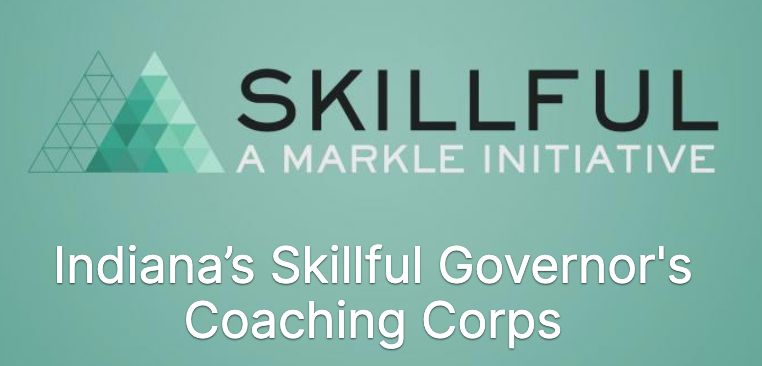 SKILLFUL
A MARKLE INITIATIVE
Indiana’s Skillful Governor's
Coaching Corps